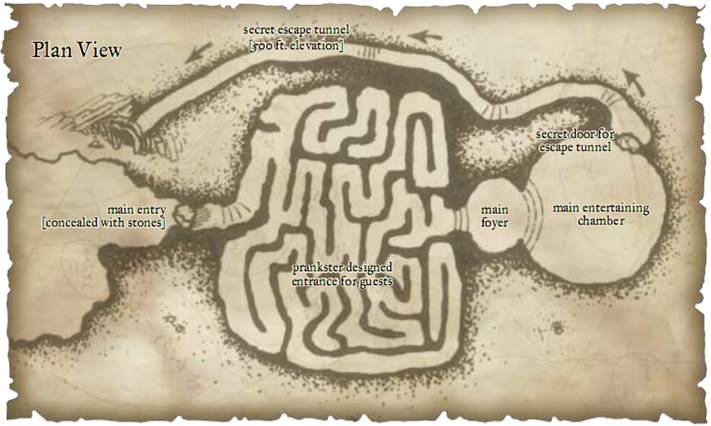 Plan View
secret escape tunnel
[500 ft. elevation]
secret door for
escape tunnel
main entry
[concealed with stones]
main
foyer
main entertaining
chamber
prankster designed
entrance for guests